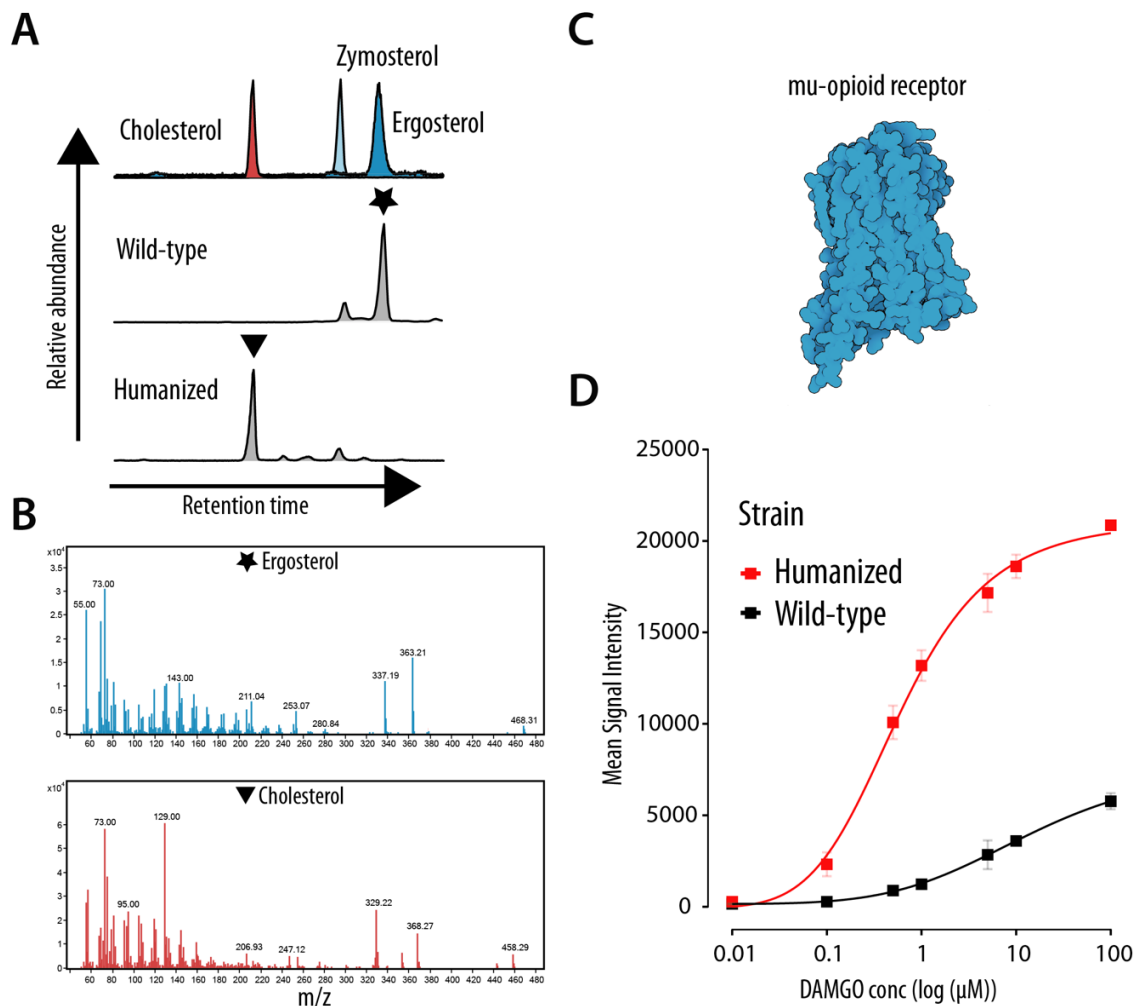 A
Zymosterol
Cholesterol
Ergosterol
Relative abundance
Wild-type
Humanized
Retention time
B
x10^4
Ergosterol
3.5
3
2.5
2
1.5
1
0.5
0
55.00
73.00
143.00
211.04
253.07
280.84
337.19
363.21
468.31
60 80 100 120 140 160 180 200 220 240 260 280 300 320 340 360 380 400 420 440 460 480
x10^4
Cholesterol
6
5
4
3
2
1
0
73.00
95.00
129.00
206.93
247.12
329.22
368.27
458.29
60 80 100 120 140 160 180 200 220 240 260 280 300 320 340 360 380 400 420 440 460 480
m/z
C
mu-opioid receptor
D
Mean Signal Intensity
25000
20000
15000
10000
5000
0
Strain
Humanized
Wild-type
0.01 0.1 1 10 100
DAMGO conc (log (μM))